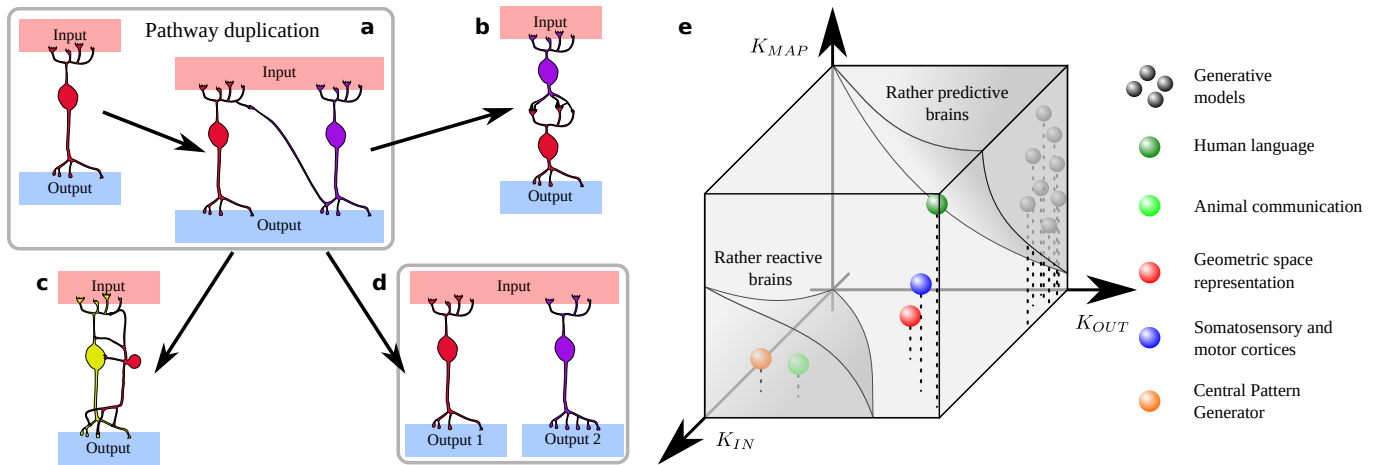 Pathway duplication
a
Input
Output
Input
Output
b
Input
Output
c
Input
Output
d
Input
Output 1
Output 2
e
K_MAP
K_OUT
K_IN
Rather predictive
brains
Rather reactive
brains
Generative
models
Human language
Animal communication
Geometric space
representation
Somatosensory and
motor cortices
Central Pattern
Generator